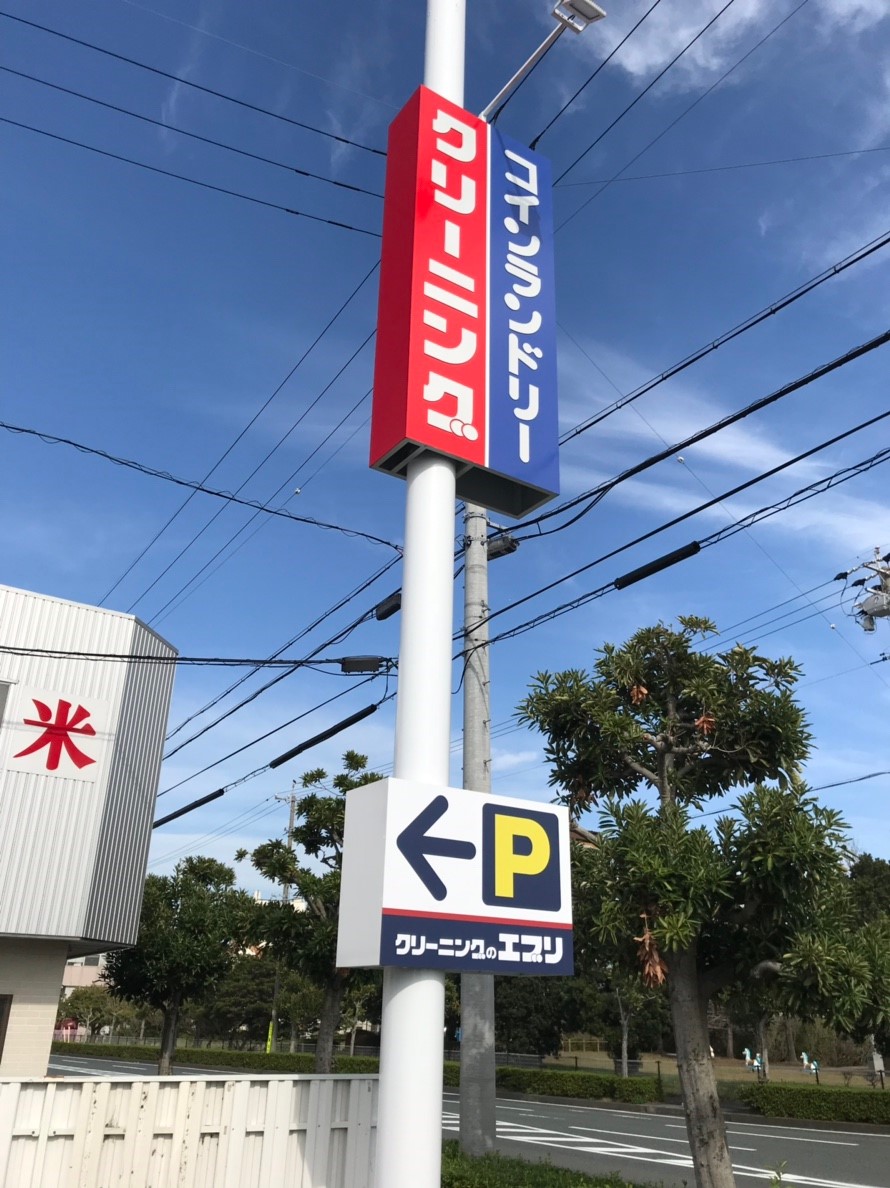 コインランドリー
クリーニング
米
←P
クリーニングのエブリ